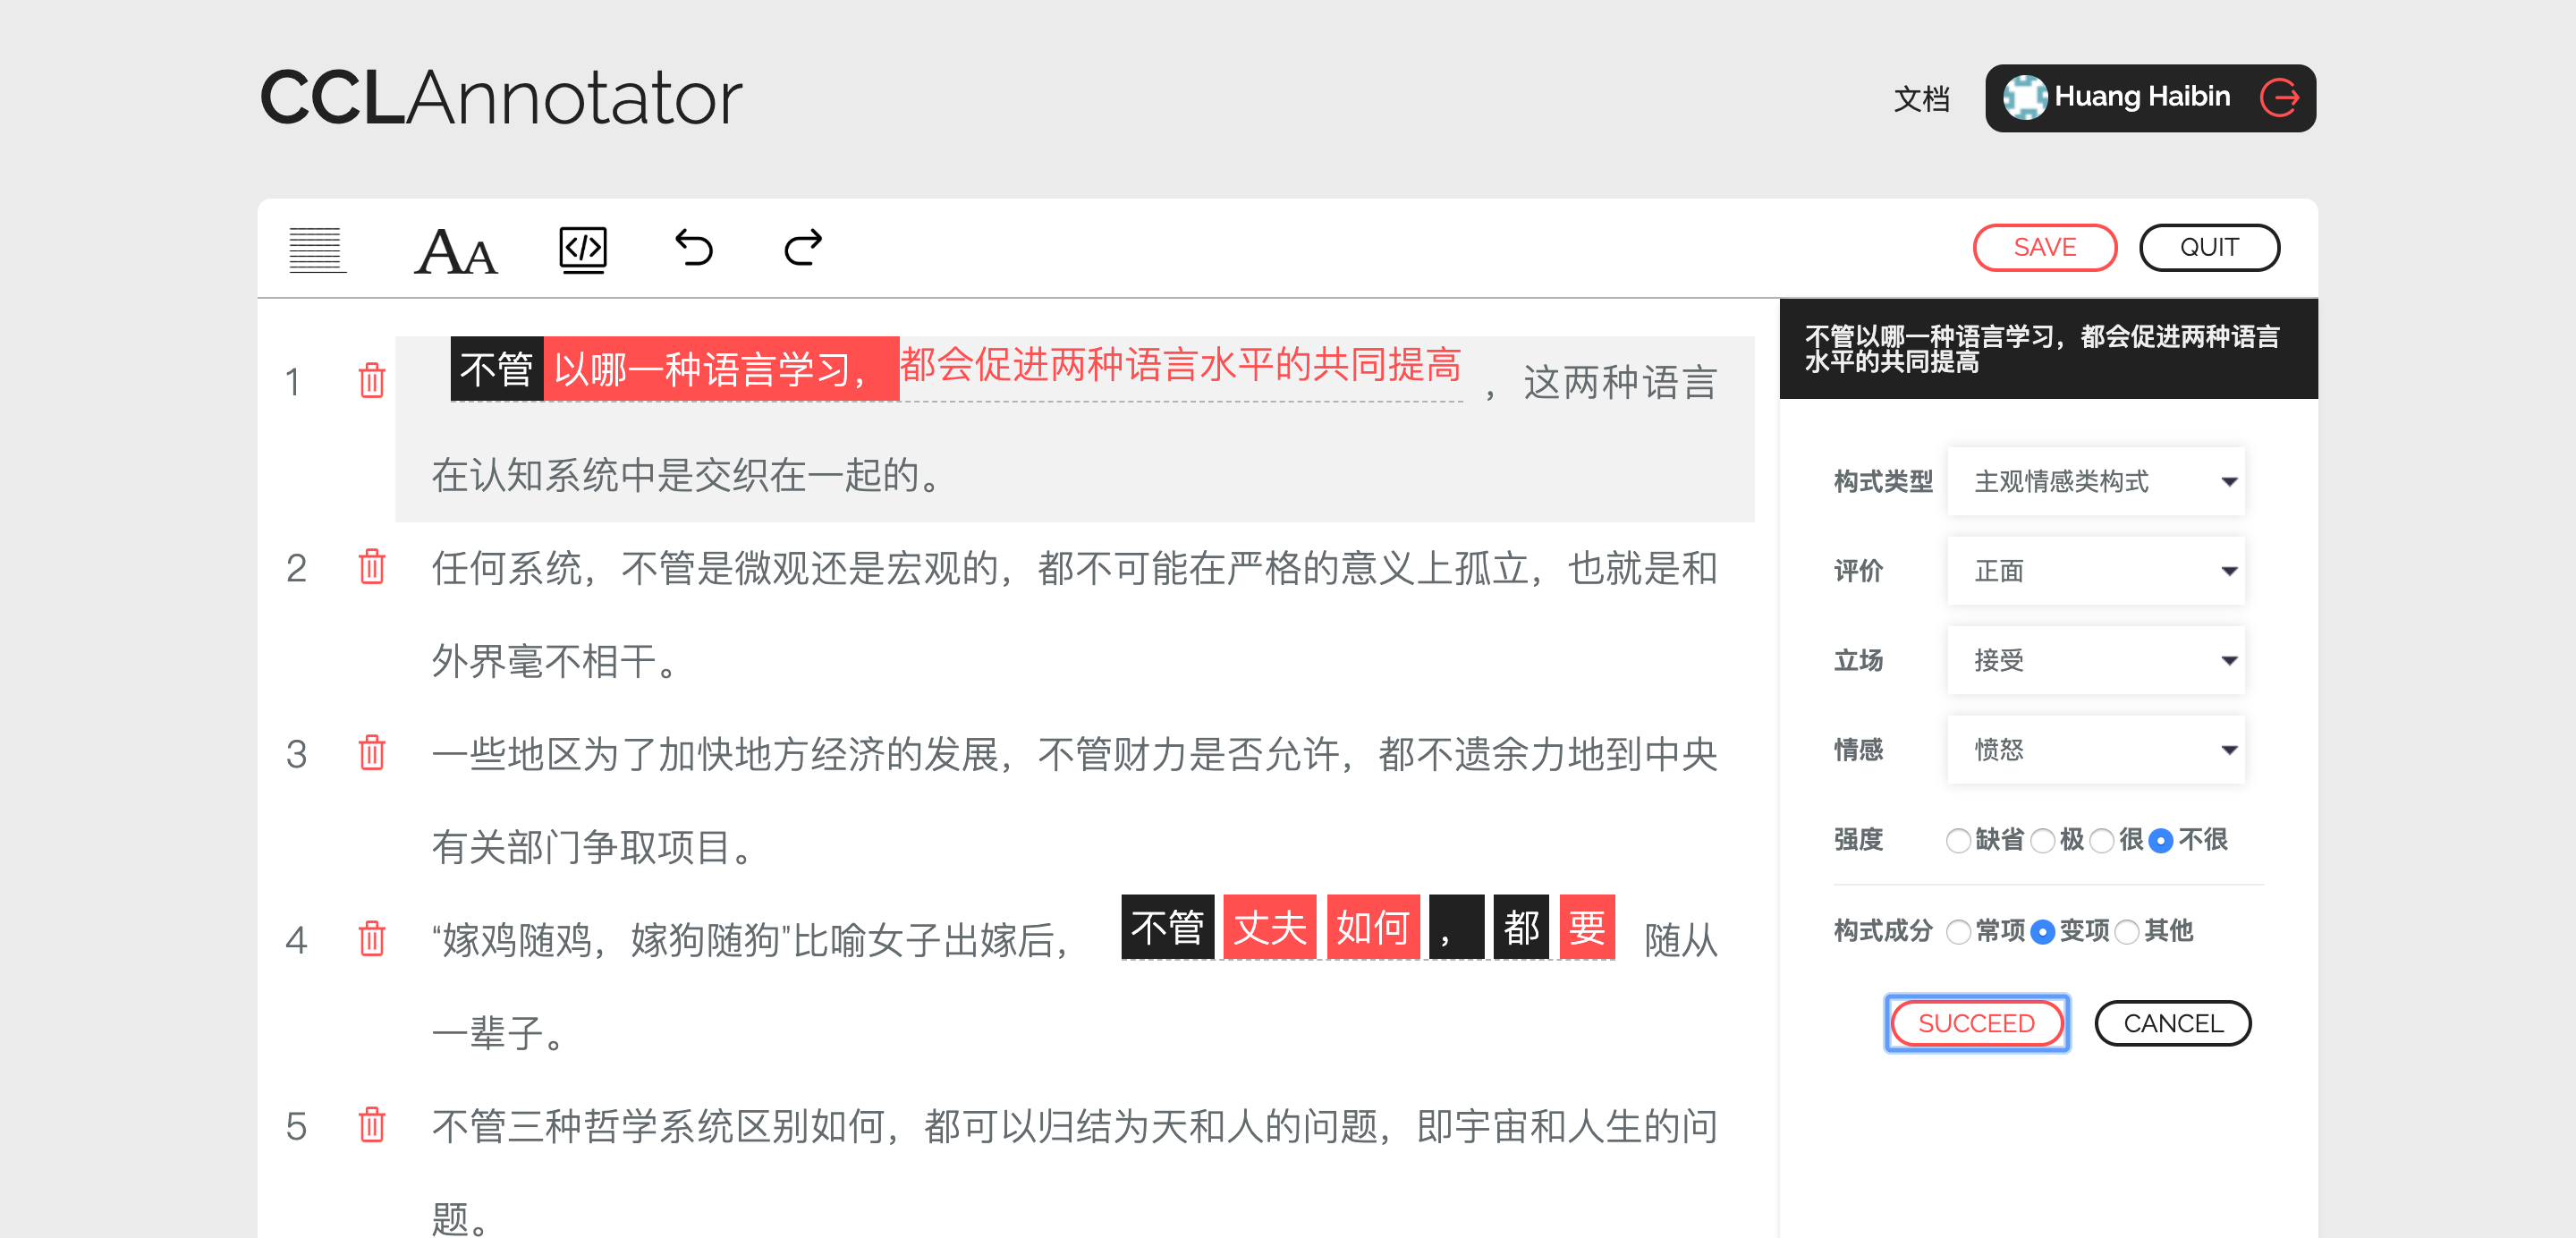 CCLAnnotator
文档
Huang Haibin
AA
SAVE
QUIT
1 不管 以哪一种语言学习， 都会促进两种语言水平的共同提高 ，这两种语言
在认知系统中是交织在一起的。
2 任何系统，不管是微观还是宏观的，都不可能在严格的意义上孤立，也就是和
外界毫不相干。
3 一些地区为了加快地方经济的发展，不管财力是否允许，都不遗余力地到中央
有关部门争取项目。
4 “嫁鸡随鸡，嫁狗随狗”比喻女子出嫁后， 不管 丈夫 如何 ， 都 要 随从
一辈子。
5 不管三种哲学系统区别如何，都可以归结为天和人的问题，即宇宙和人生的问
题。
不管以哪一种语言学习，都会促进两种语言
水平的共同提高
构式类型 主观情感类构式
评价 正面
立场 接受
情感 愤怒
强度 缺省 极 很 不很
构式成分 常项 变项 其他
SUCCEED
CANCEL